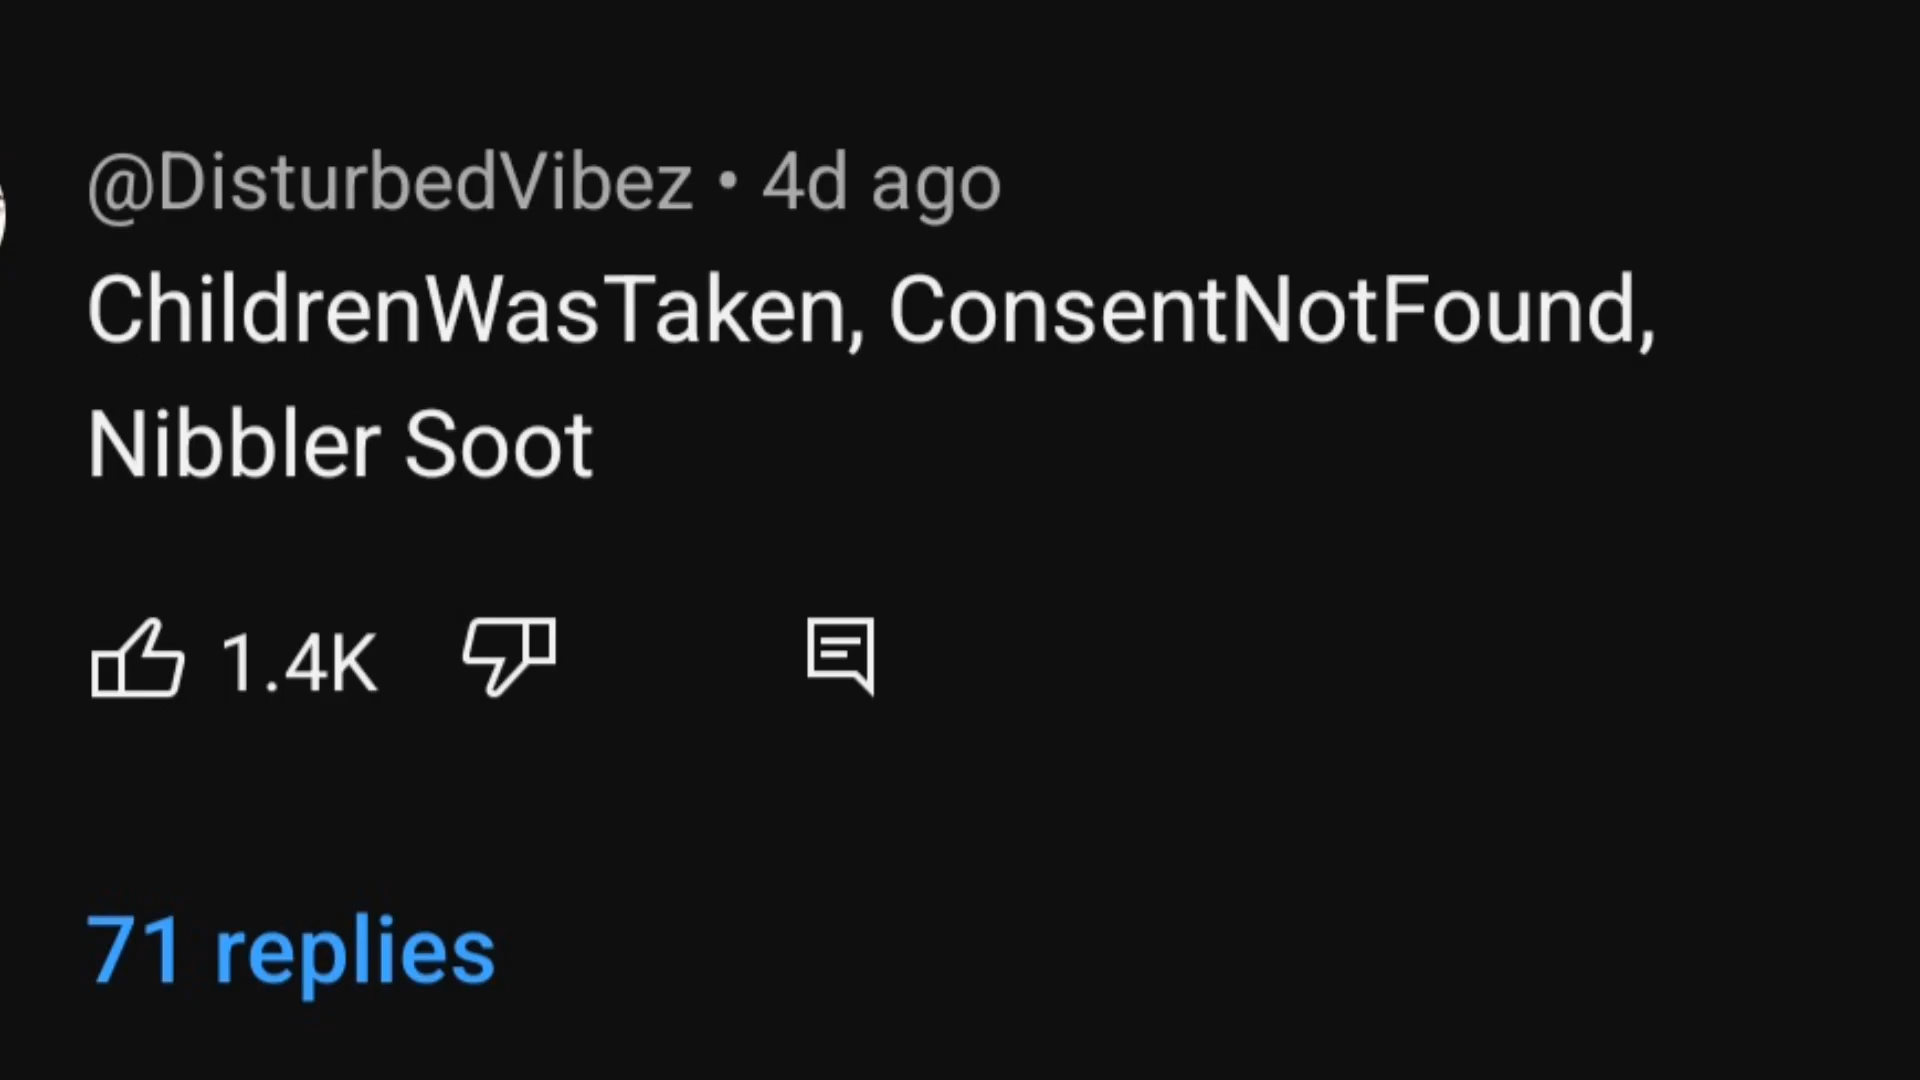 @DisturbedVibez • 4d ago
ChildrenWasTaken, ConsentNotFound,
Nibbler Soot
1.4K
71 replies